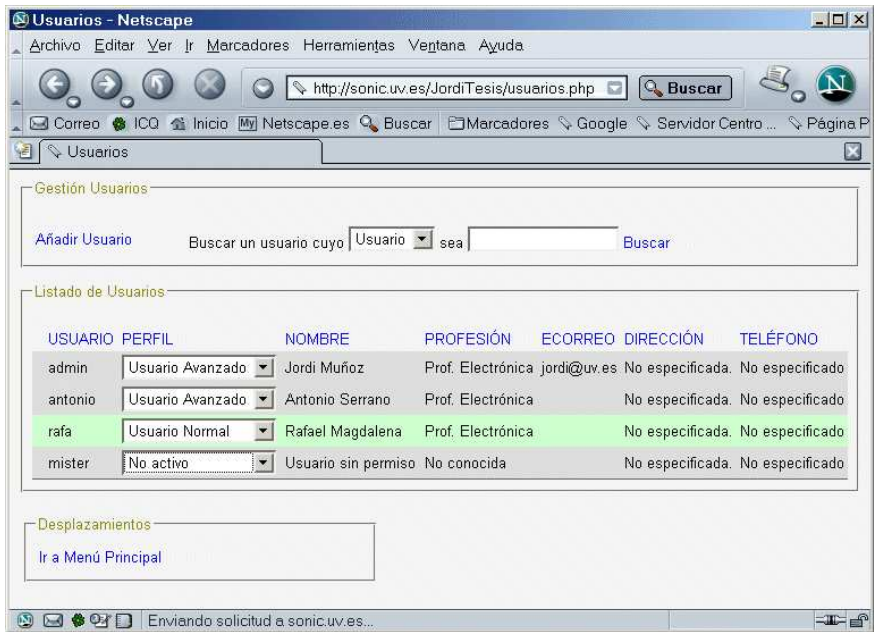 Usuarios - Netscape
Archivo Editar Ver Ir Marcadores Herramientas Ventana Ayuda
http://sonic.uv.es/JordiTesis/usuarios.php Buscar N
Correo ICQ Inicio My Netscape.es Buscar Marcadores Google Servidor Centro ... Página P
Usuarios
Gestión Usuarios
Añadir Usuario Buscar un usuario cuyo Usuario sea Buscar
Listado de Usuarios
USUARIO PERFIL NOMBRE PROFESIÓN ECORREO DIRECCIÓN TELÉFONO
admin Usuario Avanzado Jordi Muñoz Prof. Electrónica jordi@uv.es No especificada. No especificado
antonio Usuario Avanzado Antonio Serrano Prof. Electrónica No especificada. No especificado
rafa Usuario Normal Rafael Magdalena Prof. Electrónica No especificada. No especificado
mister No activo Usuario sin permiso No conocida No especificada. No especificado
Desplazamientos
Ir a Menú Principal
Enviando solicitud a sonic.uv.es...